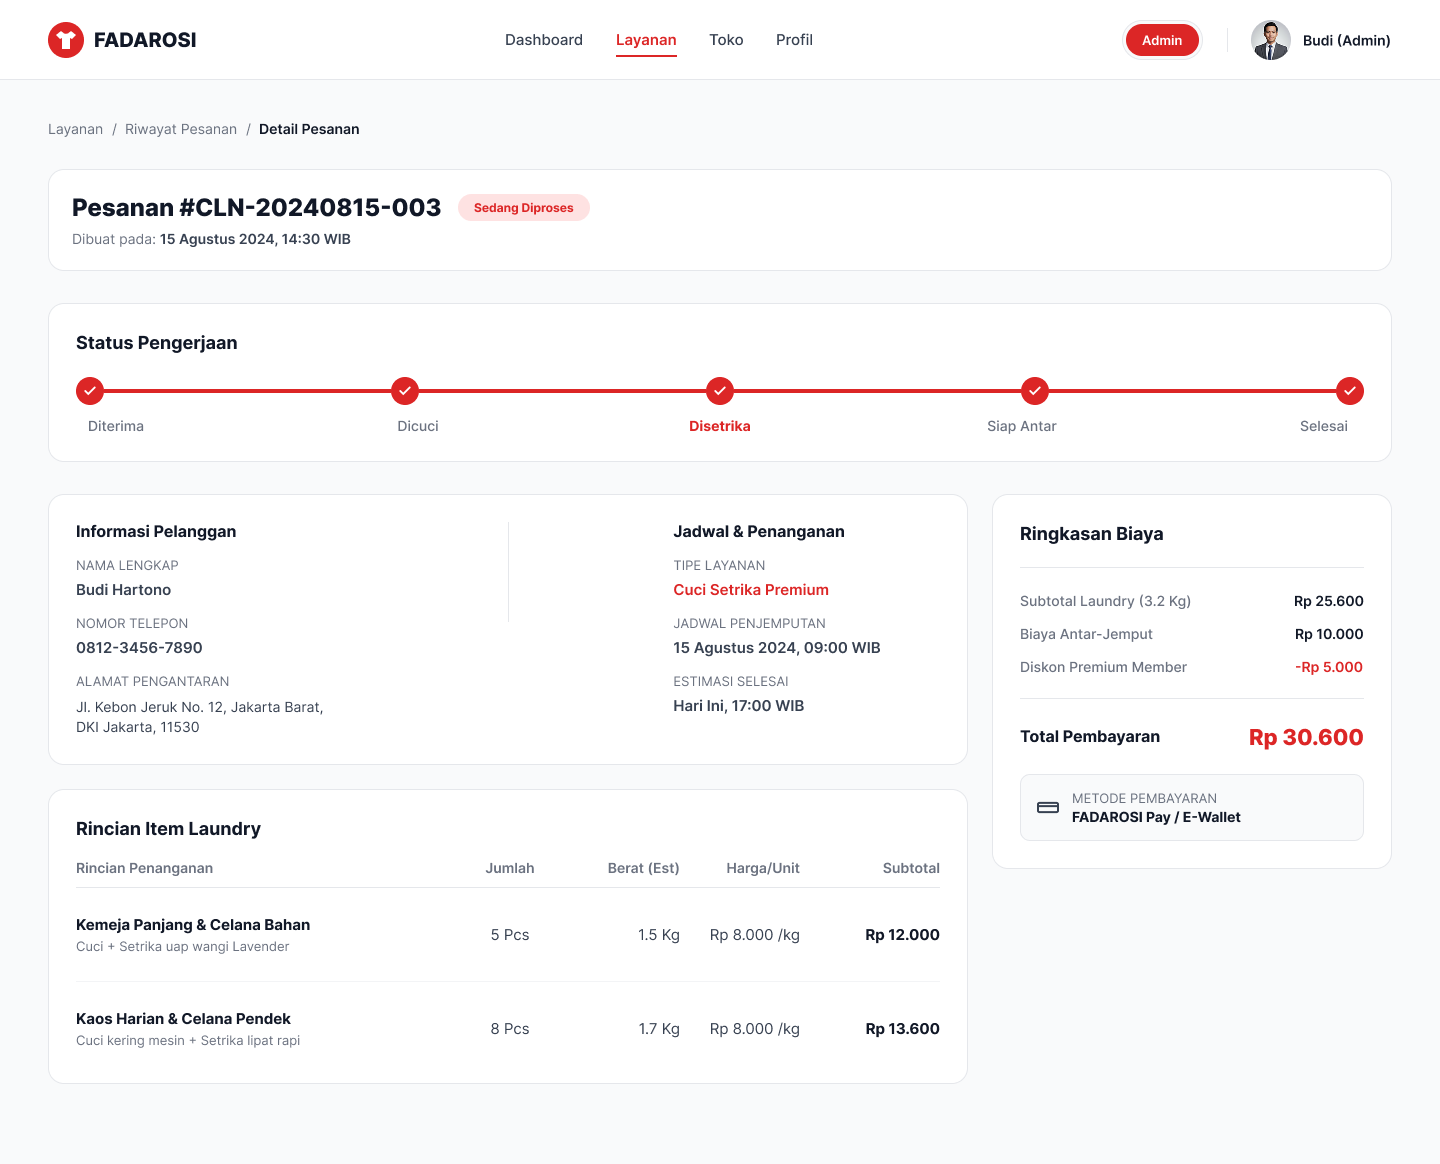 FADAROSI
Dashboard Layanan Toko Profil
Admin
Budi (Admin)
Layanan / Riwayat Pesanan / Detail Pesanan
Pesanan #CLN-20240815-003
Sedang Diproses
Dibuat pada: 15 Agustus 2024, 14:30 WIB
Status Pengerjaan
Diterima Dicuci Disetrika Siap Antar Selesai
Informasi Pelanggan
NAMA LENGKAP
Budi Hartono
NOMOR TELEPON
0812-3456-7890
ALAMAT PENGANTARAN
Jl. Kebon Jeruk No. 12, Jakarta Barat,
DKI Jakarta, 11530
Jadwal & Penanganan
TIPE LAYANAN
Cuci Setrika Premium
JADWAL PENJEMPUTAN
15 Agustus 2024, 09:00 WIB
ESTIMASI SELESAI
Hari Ini, 17:00 WIB
Ringkasan Biaya
Subtotal Laundry (3.2 Kg) Rp 25.600
Biaya Antar-Jemput Rp 10.000
Diskon Premium Member -Rp 5.000
Total Pembayaran Rp 30.600
METODE PEMBAYARAN
FADAROSI Pay / E-Wallet
Rincian Item Laundry
Rincian Penanganan Jumlah Berat (Est) Harga/Unit Subtotal
Kemeja Panjang & Celana Bahan
Cuci + Setrika uap wangi Lavender
5 Pcs 1.5 Kg Rp 8.000 /kg Rp 12.000
Kaos Harian & Celana Pendek
Cuci kering mesin + Setrika lipat rapi
8 Pcs 1.7 Kg Rp 8.000 /kg Rp 13.600